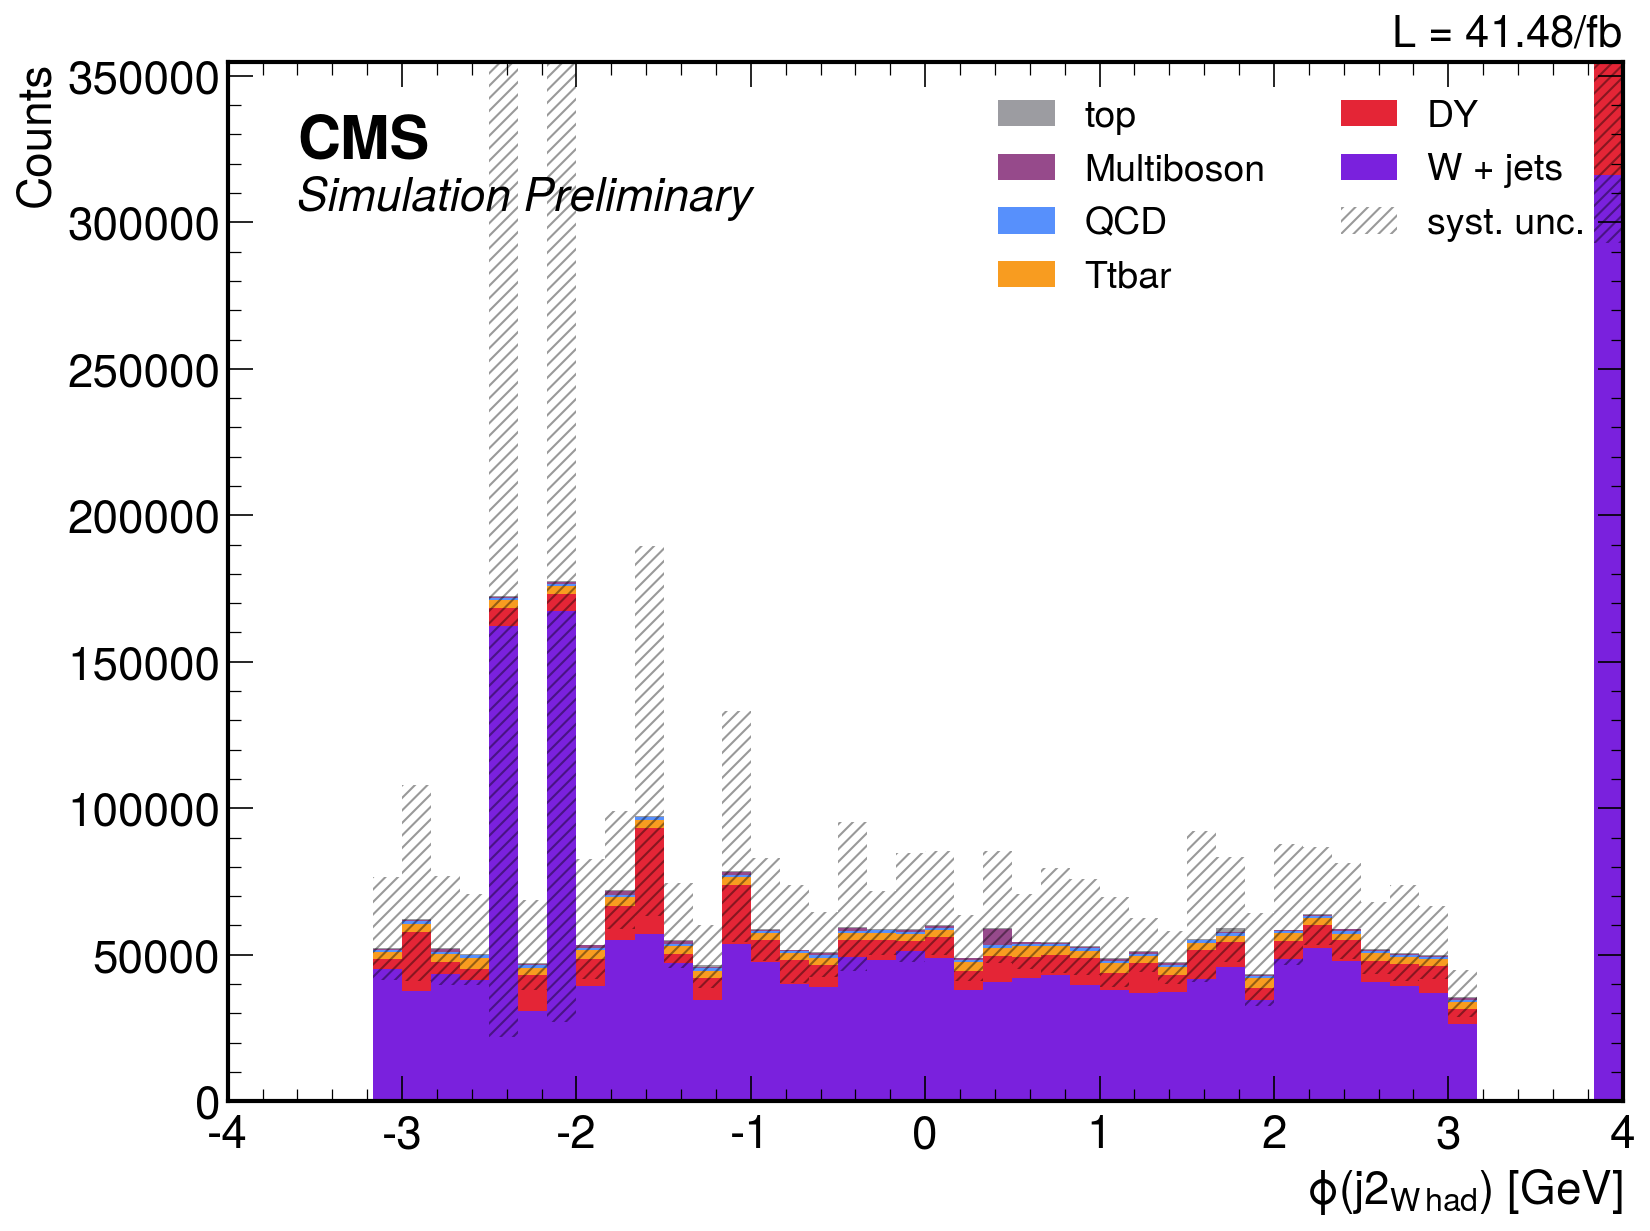 L = 41.48/fb
Counts
350000
300000
250000
200000
150000
100000
50000
0
CMS
Simulation Preliminary
top
Multiboson
QCD
Ttbar
DY
W + jets
syst. unc.
-4 -3 -2 -1 0 1 2 3 4
ϕ(j2W had) [GeV]